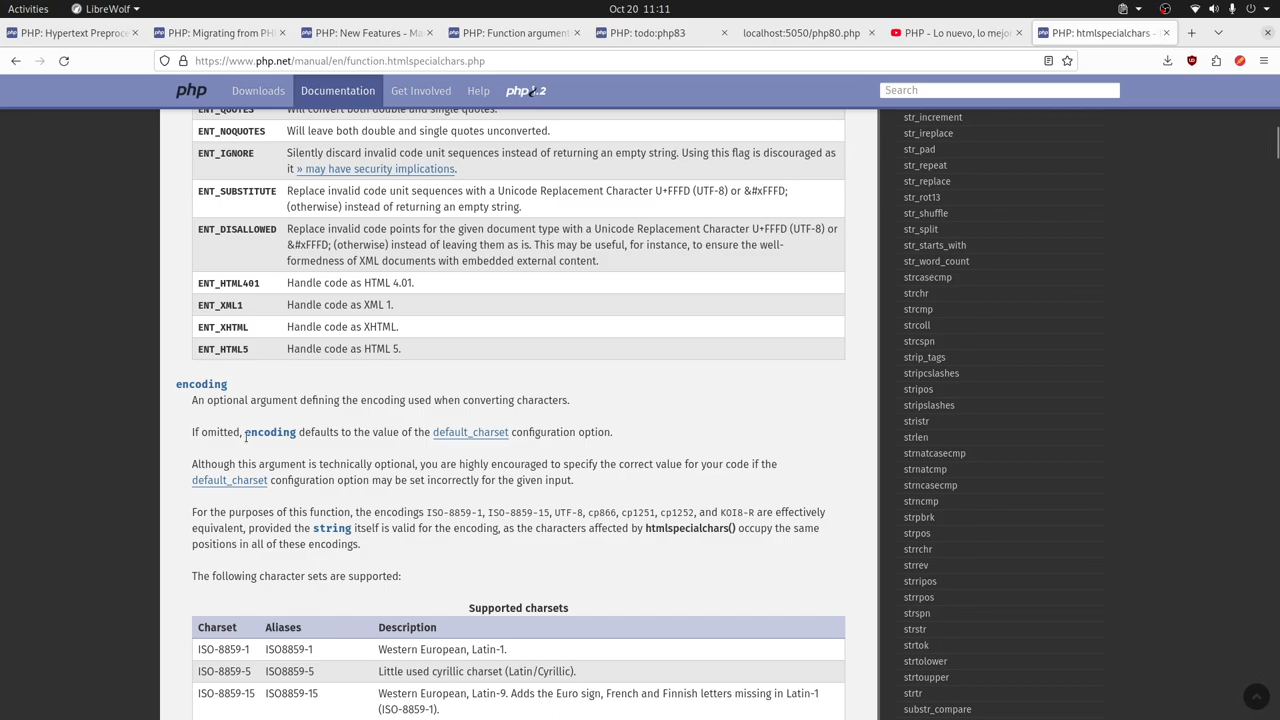 Activities
LibreWolf
Oct 20 11:11
PHP: Hypertext Preproce
Migrating from PH
PHP: New Features - Ma
PHP: Function argumen
PHP: todo:php83
localhost:5050/php80.php
PHP - Lo nuevo, lo mejo
PHP: htmlspecialchars -
https://www.php.net/manual/en/function.htmlspecialchars.php
php
Downloads
Documentation
Get Involved
Help
Search
ENT_QUOTES Will convert both double and single quotes.
ENT_NOQUOTES Will leave both double and single quotes unconverted.
ENT_IGNORE Silently discard invalid code unit sequences instead of returning an empty string. Using this flag is discouraged as
it » may have security implications.
ENT_SUBSTITUTE Replace invalid code unit sequences with a Unicode Replacement Character U+FFFD (UTF-8) or &#xFFFD;
(otherwise) instead of returning an empty string.
ENT_DISALLOWED Replace invalid code points for the given document type with a Unicode Replacement Character U+FFFD (UTF-8) or
&#xFFFD; (otherwise) instead of leaving them as is. This may be useful, for instance, to ensure the well-
formedness of XML documents with embedded external content.
ENT_HTML401 Handle code as HTML 4.01.
ENT_XML1 Handle code as XML 1.
ENT_XHTML Handle code as XHTML.
ENT_HTML5 Handle code as HTML 5.
encoding
An optional argument defining the encoding used when converting characters.
If omitted, encoding defaults to the value of the default_charset configuration option.
Although this argument is technically optional, you are highly encouraged to specify the correct value for your code if the
default_charset configuration option may be set incorrectly for the given input.
For the purposes of this function, the encodings ISO-8859-1, ISO-8859-15, UTF-8, cp866, cp1251, cp1252, and KOI8-R are effectively
equivalent, provided the string itself is valid for the encoding, as the characters affected by htmlspecialchars() occupy the same
positions in all of these encodings.
The following character sets are supported:
Supported charsets
Charset Aliases Description
ISO-8859-1 ISO8859-1 Western European, Latin-1.
ISO-8859-5 ISO8859-5 Little used cyrillic charset (Latin/Cyrillic).
ISO-8859-15 ISO8859-15 Western European, Latin-9. Adds the Euro sign, French and Finnish letters missing in Latin-1
(ISO-8859-1).
str_increment
str_ireplace
str_pad
str_repeat
str_replace
str_rot13
str_shuffle
str_split
str_starts_with
str_word_count
strcasecmp
strchr
strcmp
strcoll
strcspn
strip_tags
stripcslashes
stripos
stripslashes
stristr
strlen
strnatcasecmp
strnatcmp
strncasecmp
strncmp
strpbrk
strpos
strrchr
strrev
strripos
strrpos
strspn
strstr
strtok
strtolower
strtoupper
strtr
substr_compare